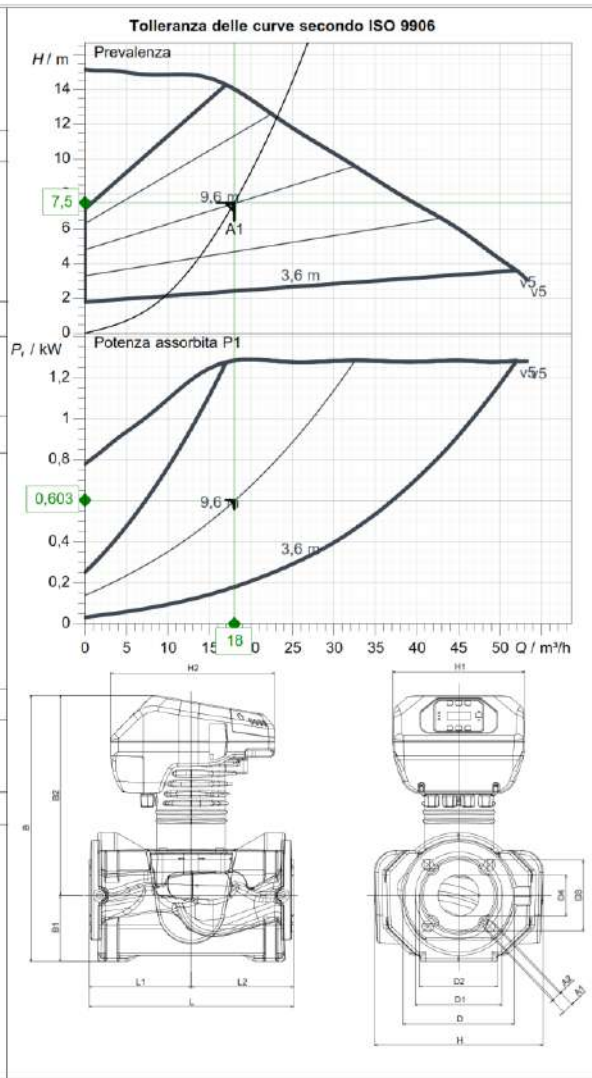 Tolleranza delle curve secondo ISO 9906
H / m
Prevalenza
14
12
10
7,5
6
4
2
0
9,6 m
A1
3,6 m
v5
v5
P₁ / kW
Potenza assorbita P1
1,2
1
0,8
0,603
0,4
0,2
0
9,6
3,6 m
v5 v5
0 5 10 15 18 20 25 30 35 40 45 50 Q / m³/h
H2
H1
B
B2
B1
L1
L2
L
D4
D3
D2
D1
D
H
A2
A1